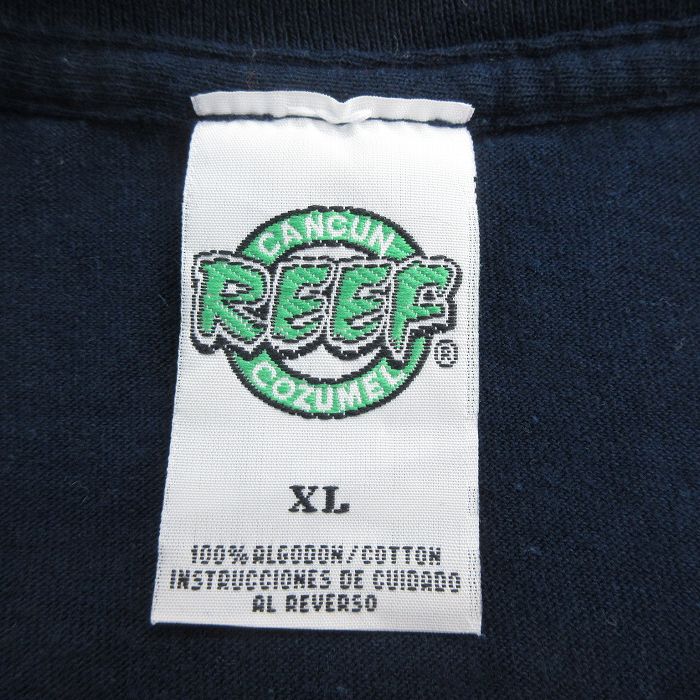 CANCUN
REEF®
COZUMEL
XL
100% ALGODON/COTTON
INSTRUCCIONES DE CUIDADO
AL REVERSO